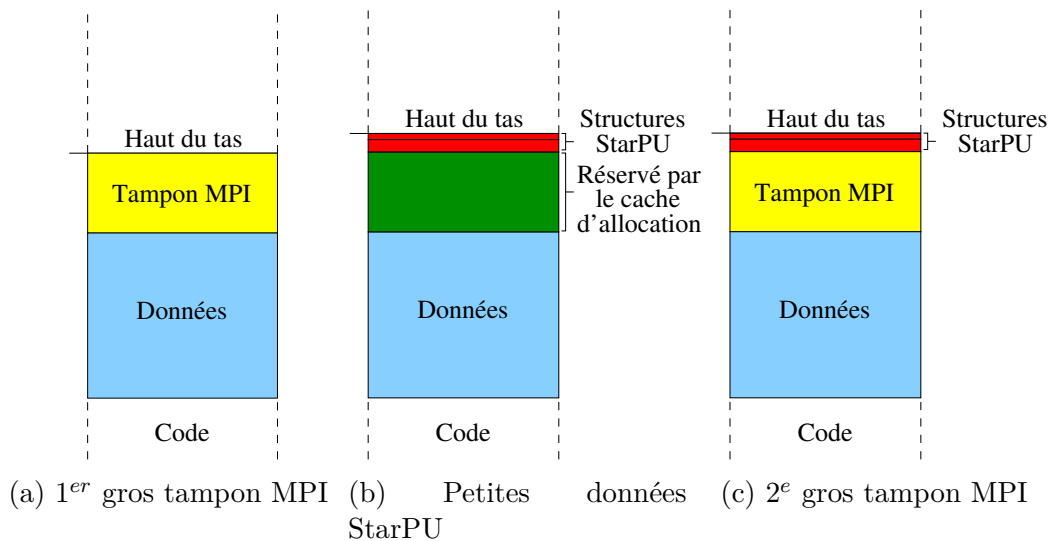 Haut du tas
Tampon MPI
Données
Code
(a) 1er gros tampon MPI
Haut du tas
Structures
StarPU
Réservé par
le cache
d'allocation
Données
Code
(b) Petites données
StarPU
Haut du tas
Structures
StarPU
Tampon MPI
Données
Code
(c) 2e gros tampon MPI